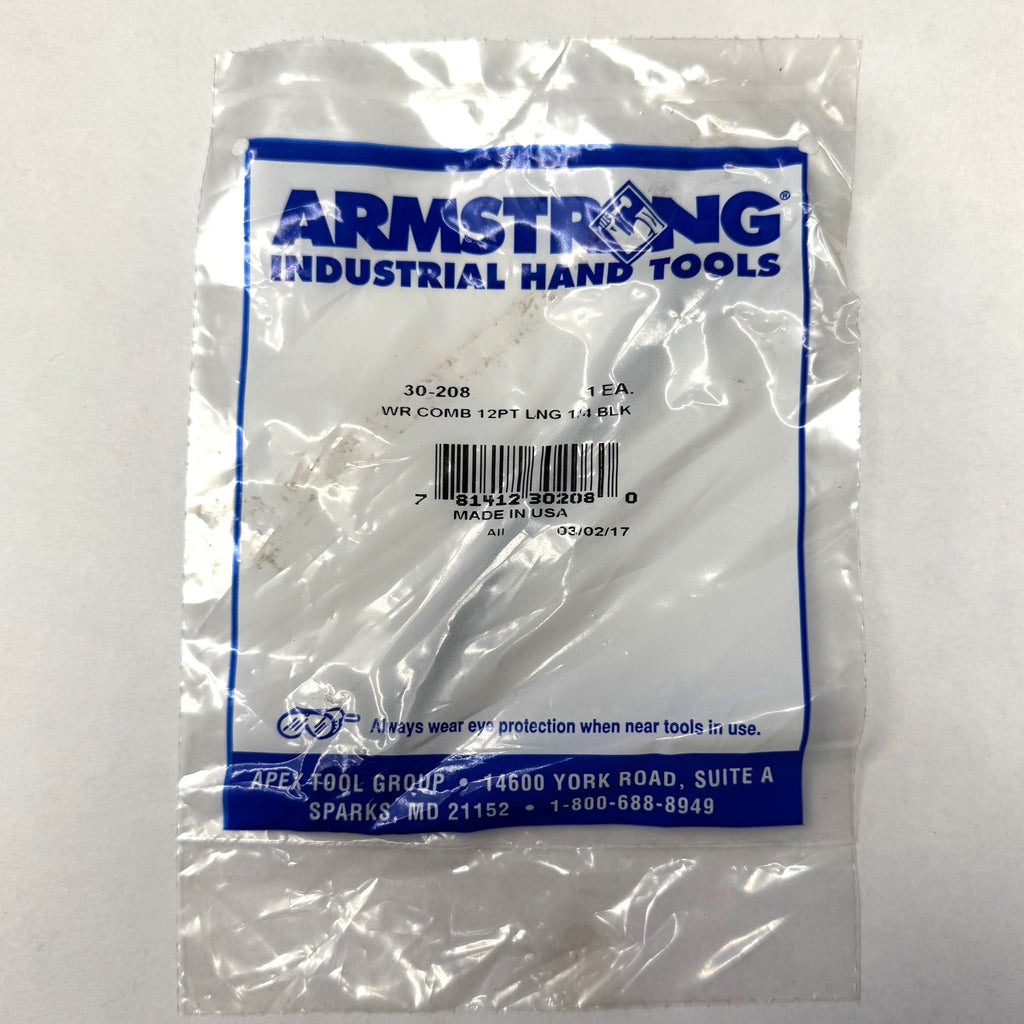 ARMSTRONG®
INDUSTRIAL HAND TOOLS
30-208 1 EA.
WR COMB 12PT LNG 1/4 BLK
7 81412 30208 0
MADE IN USA
All 03/02/17
Always wear eye protection when near tools in use.
APEX TOOL GROUP • 14600 YORK ROAD, SUITE A
SPARKS, MD 21152 • 1-800-688-8949